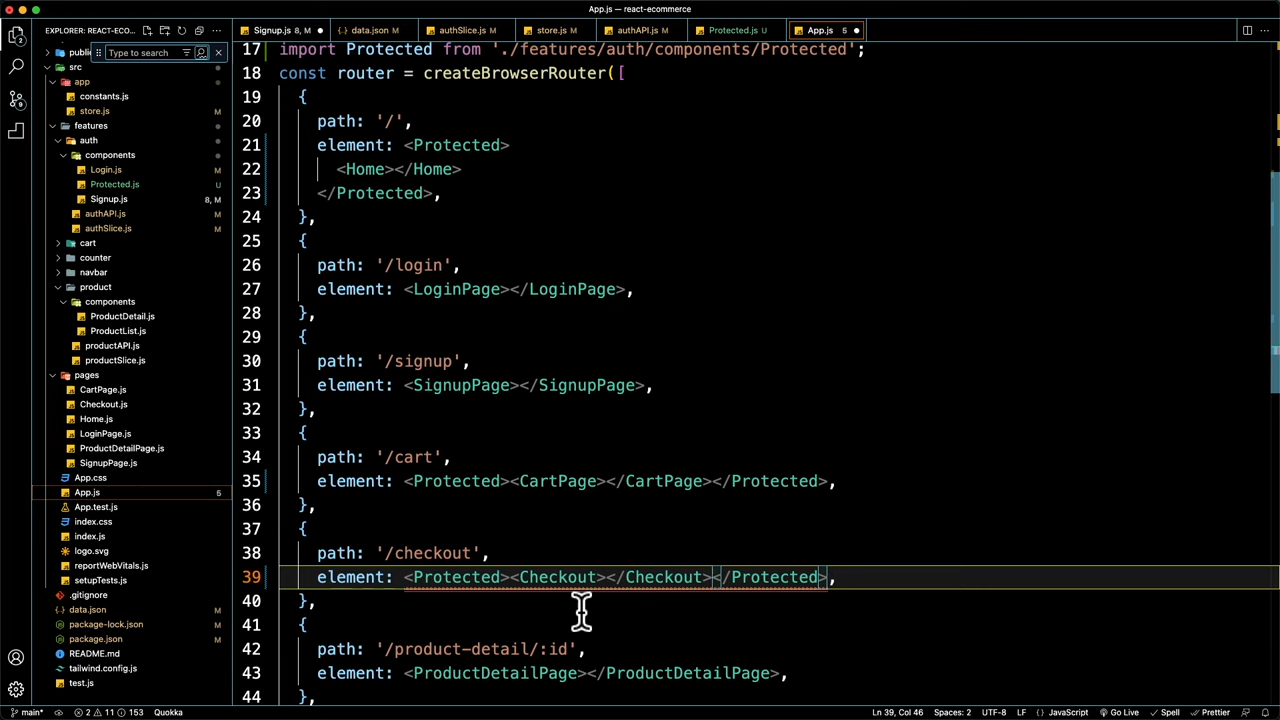 App.js — react-ecommerce
EXPLORER: REACT-ECO... ···
Signup.js 8, M
data.json M
authSlice.js M
store.js M
authAPI.js M
Protected.js U
App.js 5
Type to search
public
src
app
constants.js
store.js M
features
auth
components
Login.js M
Protected.js U
Signup.js 8, M
authAPI.js M
authSlice.js M
cart
counter
navbar
product
components
ProductDetail.js
ProductList.js
productAPI.js
productSlice.js
pages
CartPage.js
Checkout.js
Home.js
LoginPage.js
ProductDetailPage.js
SignupPage.js
App.css
App.js 5
App.test.js
index.css
index.js
logo.svg
reportWebVitals.js
setupTests.js
.gitignore
data.json M
package-lock.json M
package.json M
README.md
tailwind.config.js
test.js
17 import Protected from './features/auth/components/Protected';
18 const router = createBrowserRouter([
19 {
20 path: '/',
21 element: <Protected>
22 <Home></Home>
23 </Protected>,
24 },
25 {
26 path: '/login',
27 element: <LoginPage></LoginPage>,
28 },
29 {
30 path: '/signup',
31 element: <SignupPage></SignupPage>,
32 },
33 {
34 path: '/cart',
35 element: <Protected><CartPage></CartPage></Protected>,
36 },
37 {
38 path: '/checkout',
39 element: <Protected><Checkout></Checkout></Protected>,
40 },
41 {
42 path: '/product-detail/:id',
43 element: <ProductDetailPage></ProductDetailPage>,
44 },
main* 2 11 153 Quokka Ln 39, Col 46 Spaces: 2 UTF-8 LF {} JavaScript Go Live Spell Prettier